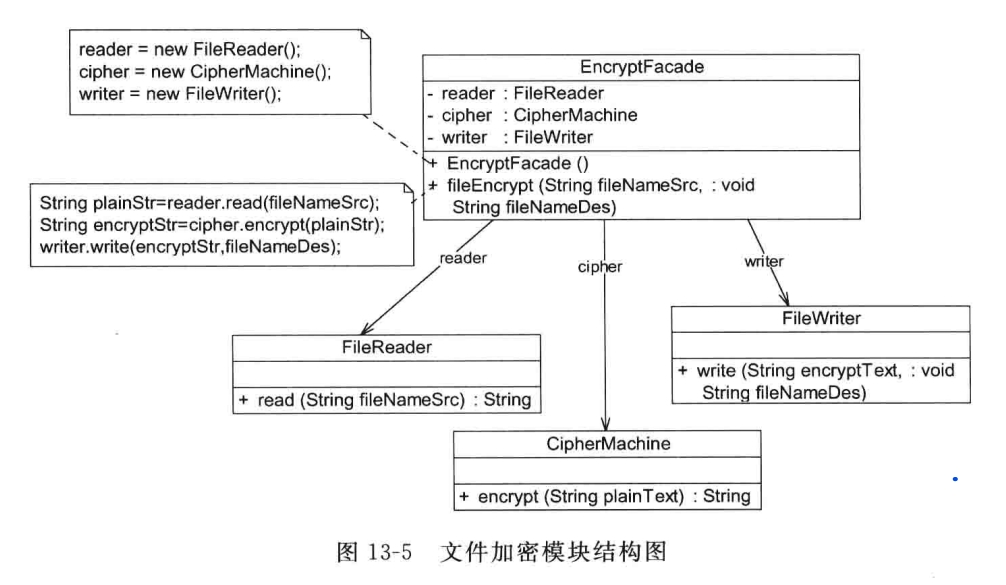 reader = new FileReader();
cipher = new CipherMachine();
writer = new FileWriter();
EncryptFacade
- reader : FileReader
- cipher : CipherMachine
- writer : FileWriter
+ EncryptFacade ()
+ fileEncrypt (String fileNameSrc, : void
String fileNameDes)
String plainStr=reader.read(fileNameSrc);
String encryptStr=cipher.encrypt(plainStr);
writer.write(encryptStr,fileNameDes);
reader
cipher
writer
FileReader
+ read (String fileNameSrc) : String
FileWriter
+ write (String encryptText, : void
String fileNameDes)
CipherMachine
+ encrypt (String plainText) : String
图 13-5 文件加密模块结构图